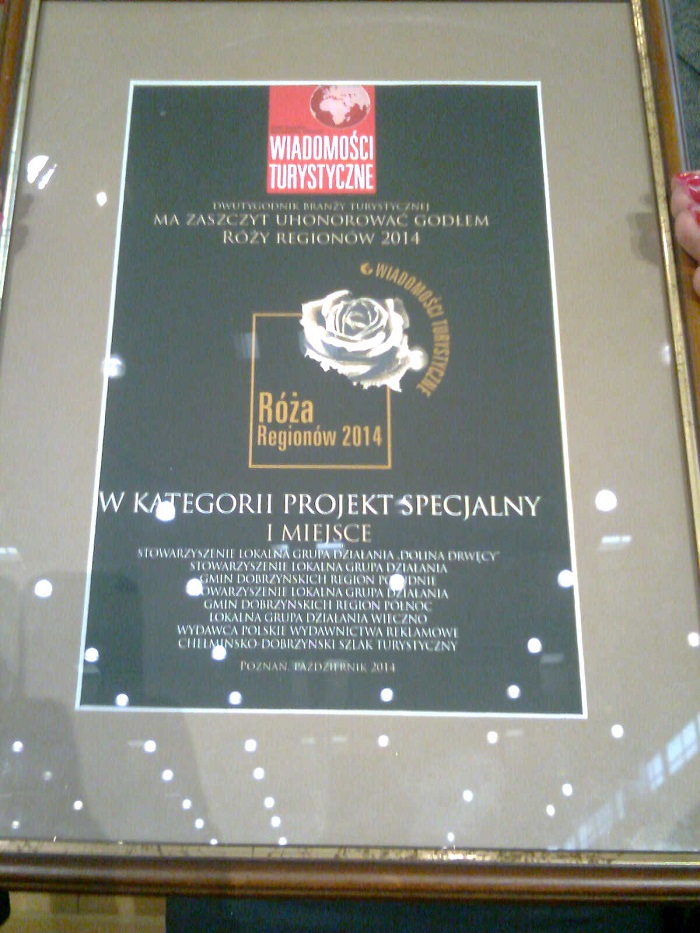 WIADOMOŚCI
TURYSTYCZNE
DWUTYGODNIK BRANŻY TURYSTYCZNEJ
MA ZASZCZYT UHONOROWAĆ GODŁEM
RÓŻY REGIONÓW 2014
WIADOMOŚCI TURYSTYCZNE
Róża
Regionów 2014
W KATEGORII PROJEKT SPECJALNY
I MIEJSCE
STOWARZYSZENIE LOKALNA GRUPA DZIAŁANIA „DOLINA DRWĘCY"
STOWARZYSZENIE LOKALNA GRUPA DZIAŁANIA
GMIN DOBRZYŃSKICH REGION POŁUDNIE
STOWARZYSZENIE LOKALNA GRUPA DZIAŁANIA
GMIN DOBRZYŃSKICH REGION PÓŁNOC
LOKALNA GRUPA DZIAŁANIA WIECZNO
WYDAWCA POLSKIE WYDAWNICTWA REKLAMOWE
CHEŁMIŃSKO-DOBRZYŃSKI SZLAK TURYSTYCZNY
POZNAŃ, PAŹDZIERNIK 2014